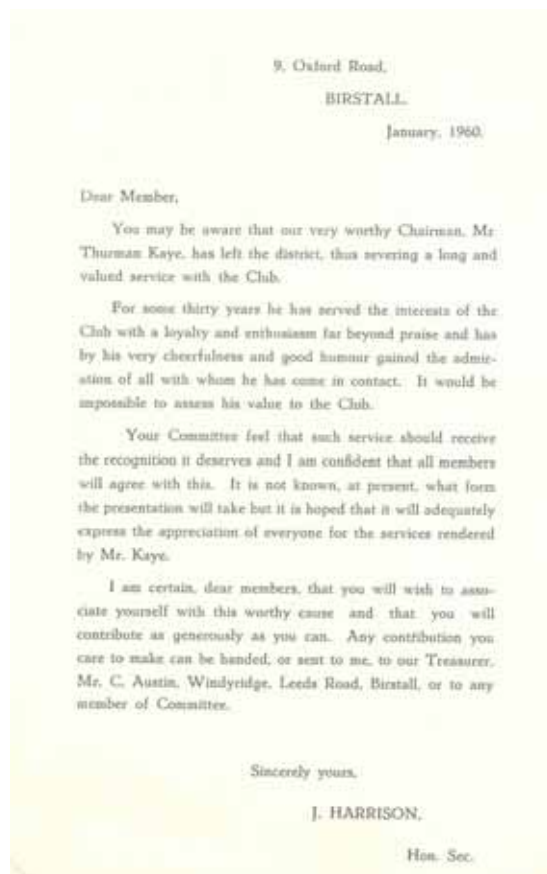 9, Oxford Road,
BIRSTALL.
January, 1960.
Dear Member,
You may be aware that our very worthy Chairman, Mr
Thurman Kaye, has left the district, thus severing a long and
valued service with the Club.
For some thirty years he has served the interests of the
Club with a loyalty and enthusiasm far beyond praise and has
by his very cheerfulness and good humour gained the admir-
ation of all with whom he has come in contact. It would be
impossible to assess his value to the Club.
Your Committee feel that such service should receive
the recognition it deserves and I am confident that all members
will agree with this. It is not known, at present, what form
the presentation will take but it is hoped that it will adequately
express the appreciation of everyone for the services rendered
by Mr. Kaye.
I am certain, dear members, that you will wish to asso-
ciate yourself with this worthy cause and that you will
contribute as generously as you can. Any contribution you
care to make can be handed, or sent to me, to our Treasurer,
Mr. C. Austin, Windyridge, Leeds Road, Birstall, or to any
member of Committee.
Sincerely yours,
J. HARRISON,
Hon. Sec.